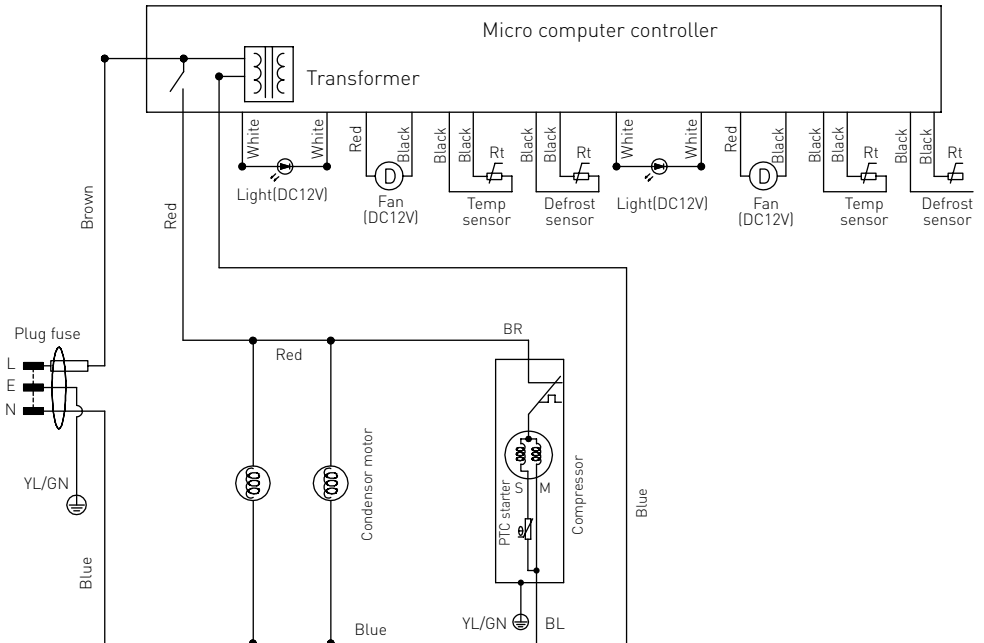 Micro computer controller
Transformer
White
White
Red
Black
Black
Black
Black
Black
White
White
Red
Black
Black
Black
Black
Black
Rt
Rt
Rt
Rt
Light(DC12V)
Fan
(DC12V)
Temp
sensor
Defrost
sensor
Light(DC12V)
Fan
(DC12V)
Temp
sensor
Defrost
sensor
D
D
Brown
Red
Plug fuse
L
E
N
YL/GN
Blue
Red
BR
Condensor motor
S
M
PTC starter
θ
Compressor
Blue
YL/GN
BL
Blue